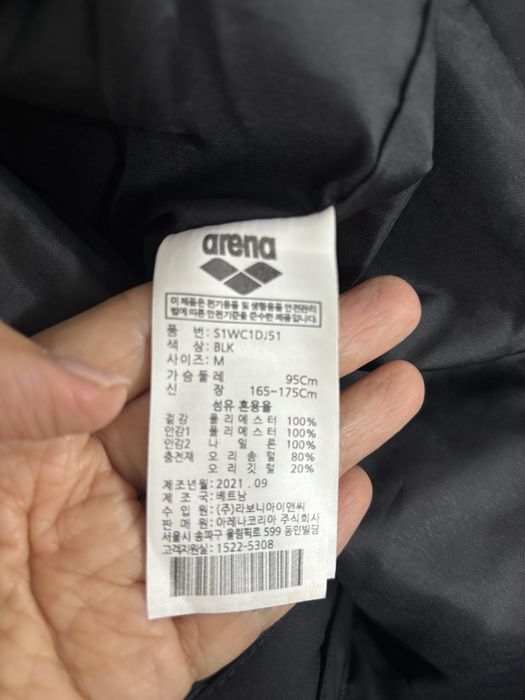 arena
이 제품은 전기용품 및 생활용품 안전관리
법에 따른 안전기준을 준수한 제품입니다.
품 번: S1WC1DJ51
색 상: BLK
사이즈: M
가슴둘레 95Cm
신 장 165~175Cm
섬유 혼용율
겉감 폴리에스터 100%
안감1 폴리에스터 100%
안감2 나 일 론 100%
충전재 오 리 솜 털 80%
오 리 깃 털 20%
제조년월: 2021 . 09
제 조 국: 베트남
수 입 원: (주)라보니아이앤씨
판 매 원: 아레나코리아 주식회사
서울시 송파구 올림픽로 599 동인빌딩
고객지원실: 1522-5308